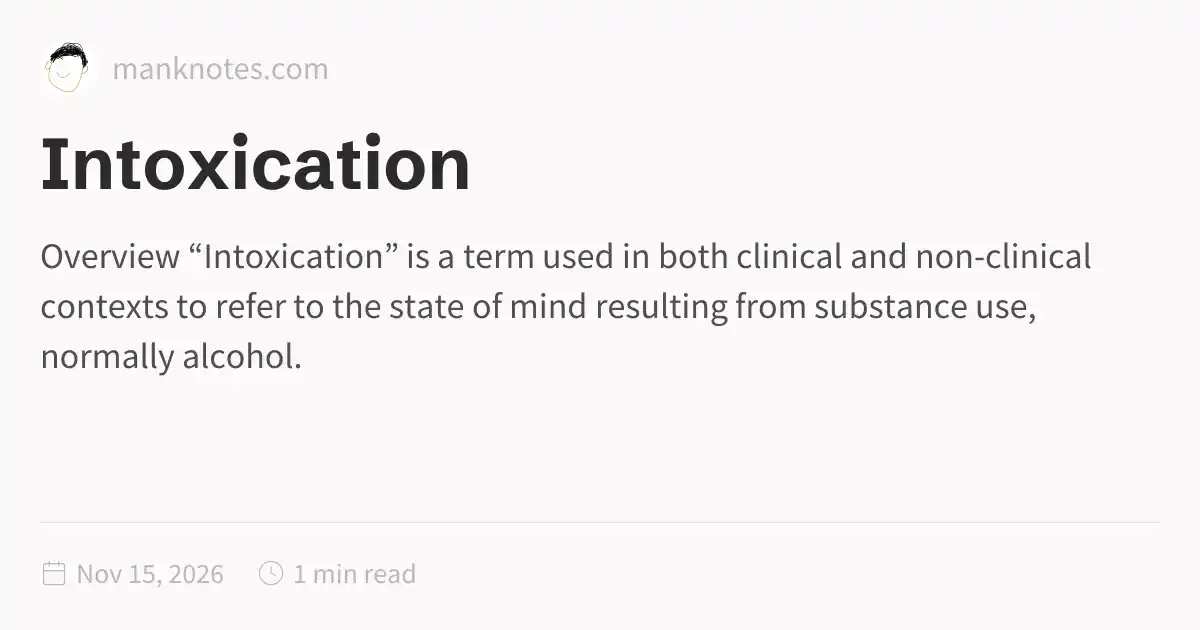 manknotes.com
Intoxication
Overview “Intoxication” is a term used in both clinical and non-clinical
contexts to refer to the state of mind resulting from substance use,
normally alcohol.
Nov 15, 2026 1 min read